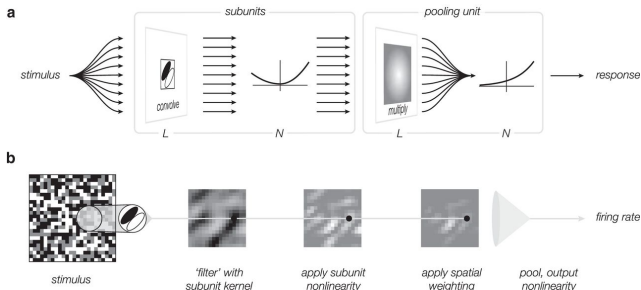 a
subunits
pooling unit
stimulus
convolve
multiply
response
L
N
L
N
b
firing rate
stimulus
'filter' with
subunit kernel
apply subunit
nonlinearity
apply spatial
weighting
pool, output
nonlinearity